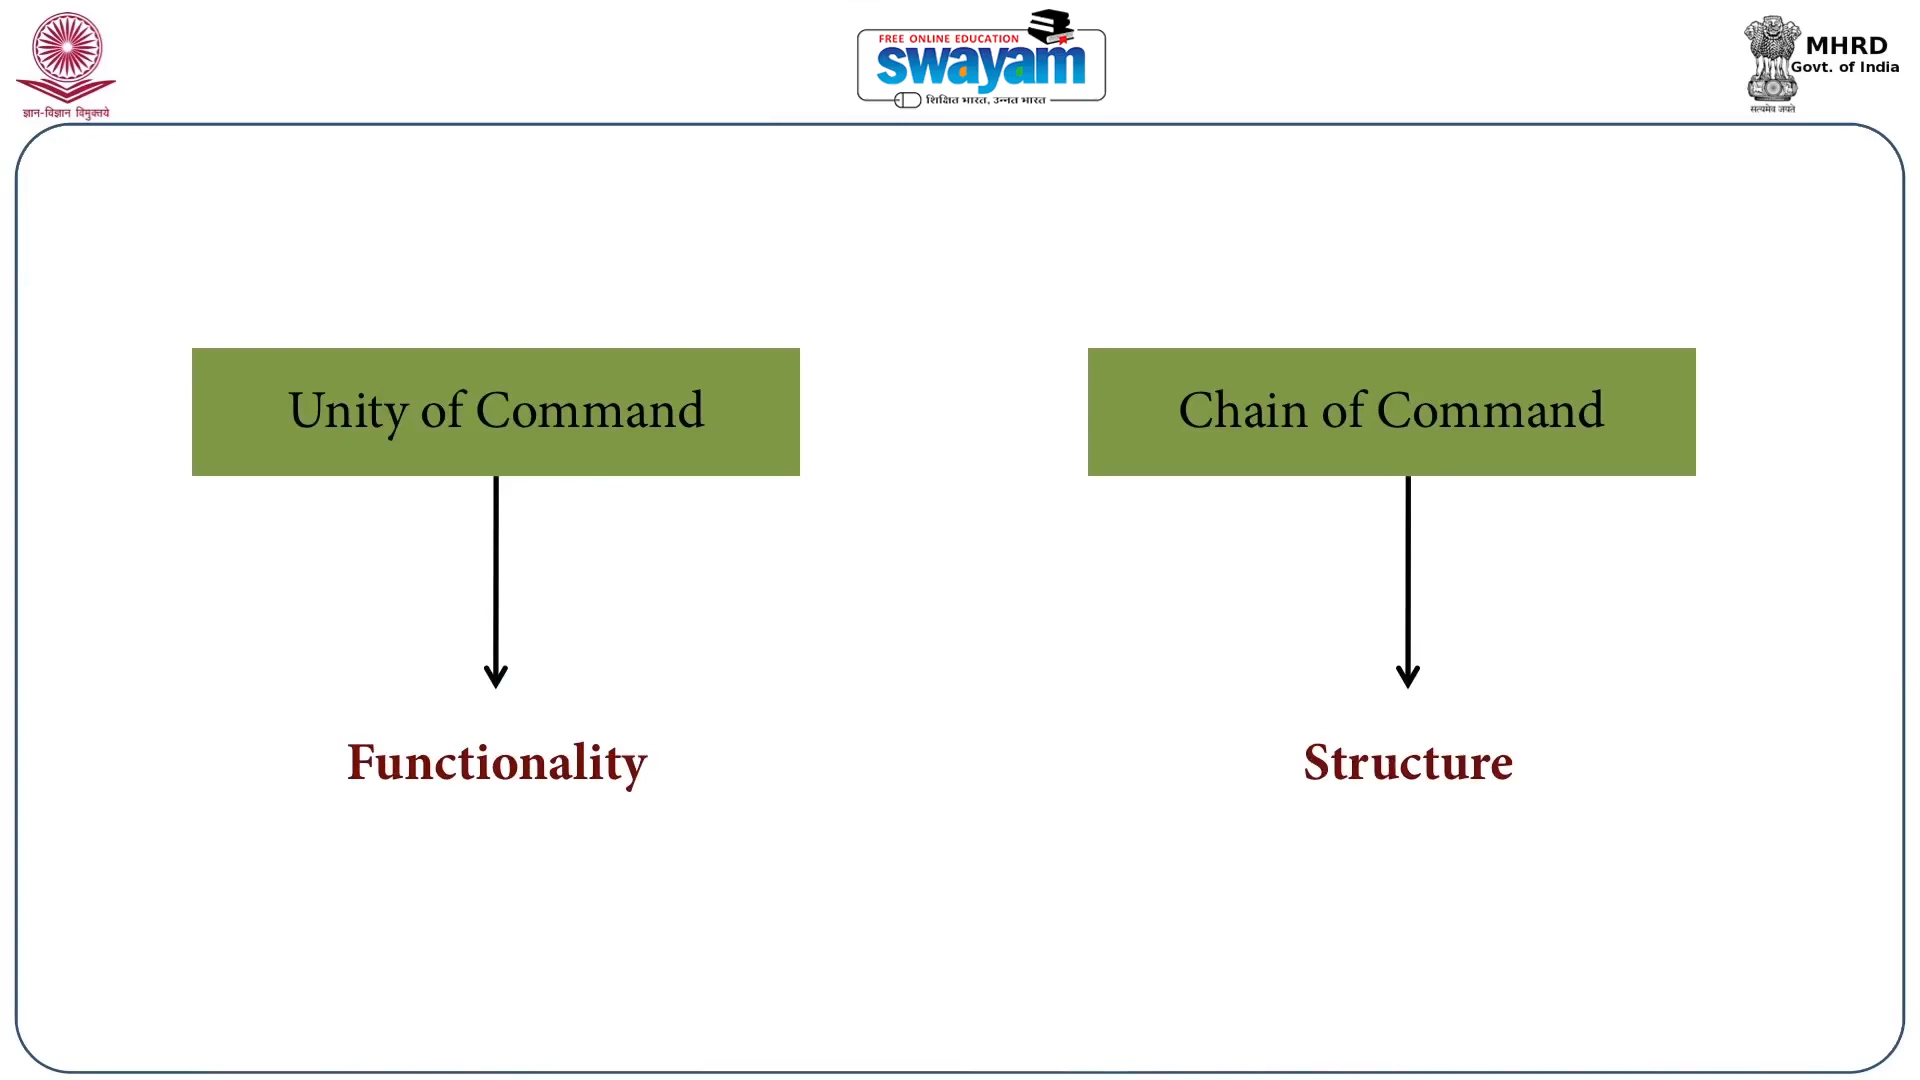 ज्ञान-विज्ञान विमुक्तये
FREE ONLINE EDUCATION
swayam
शिक्षित भारत, उन्नत भारत
MHRD
Govt. of India
सत्यमेव जयते
Unity of Command
Chain of Command
Functionality
Structure